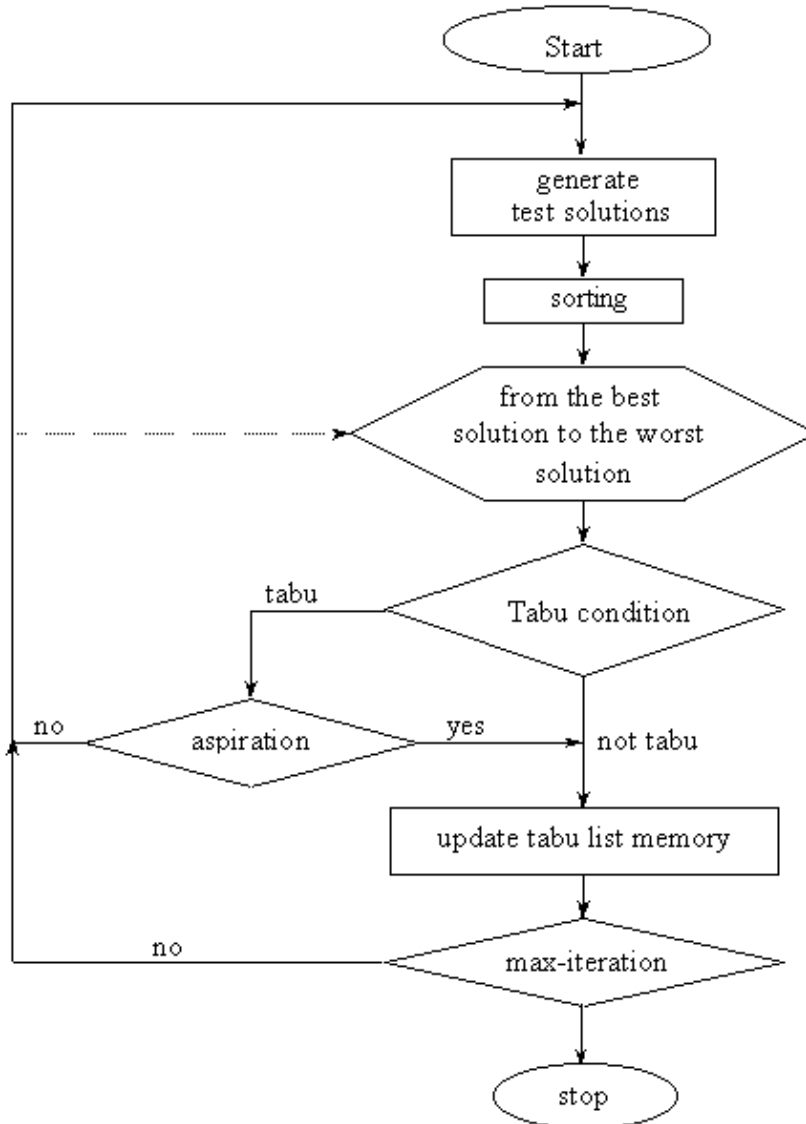 Start
generate
test solutions
sorting
from the best
solution to the worst
solution
tabu
Tabu condition
no
aspiration
yes
not tabu
update tabu list memory
no
max-iteration
stop